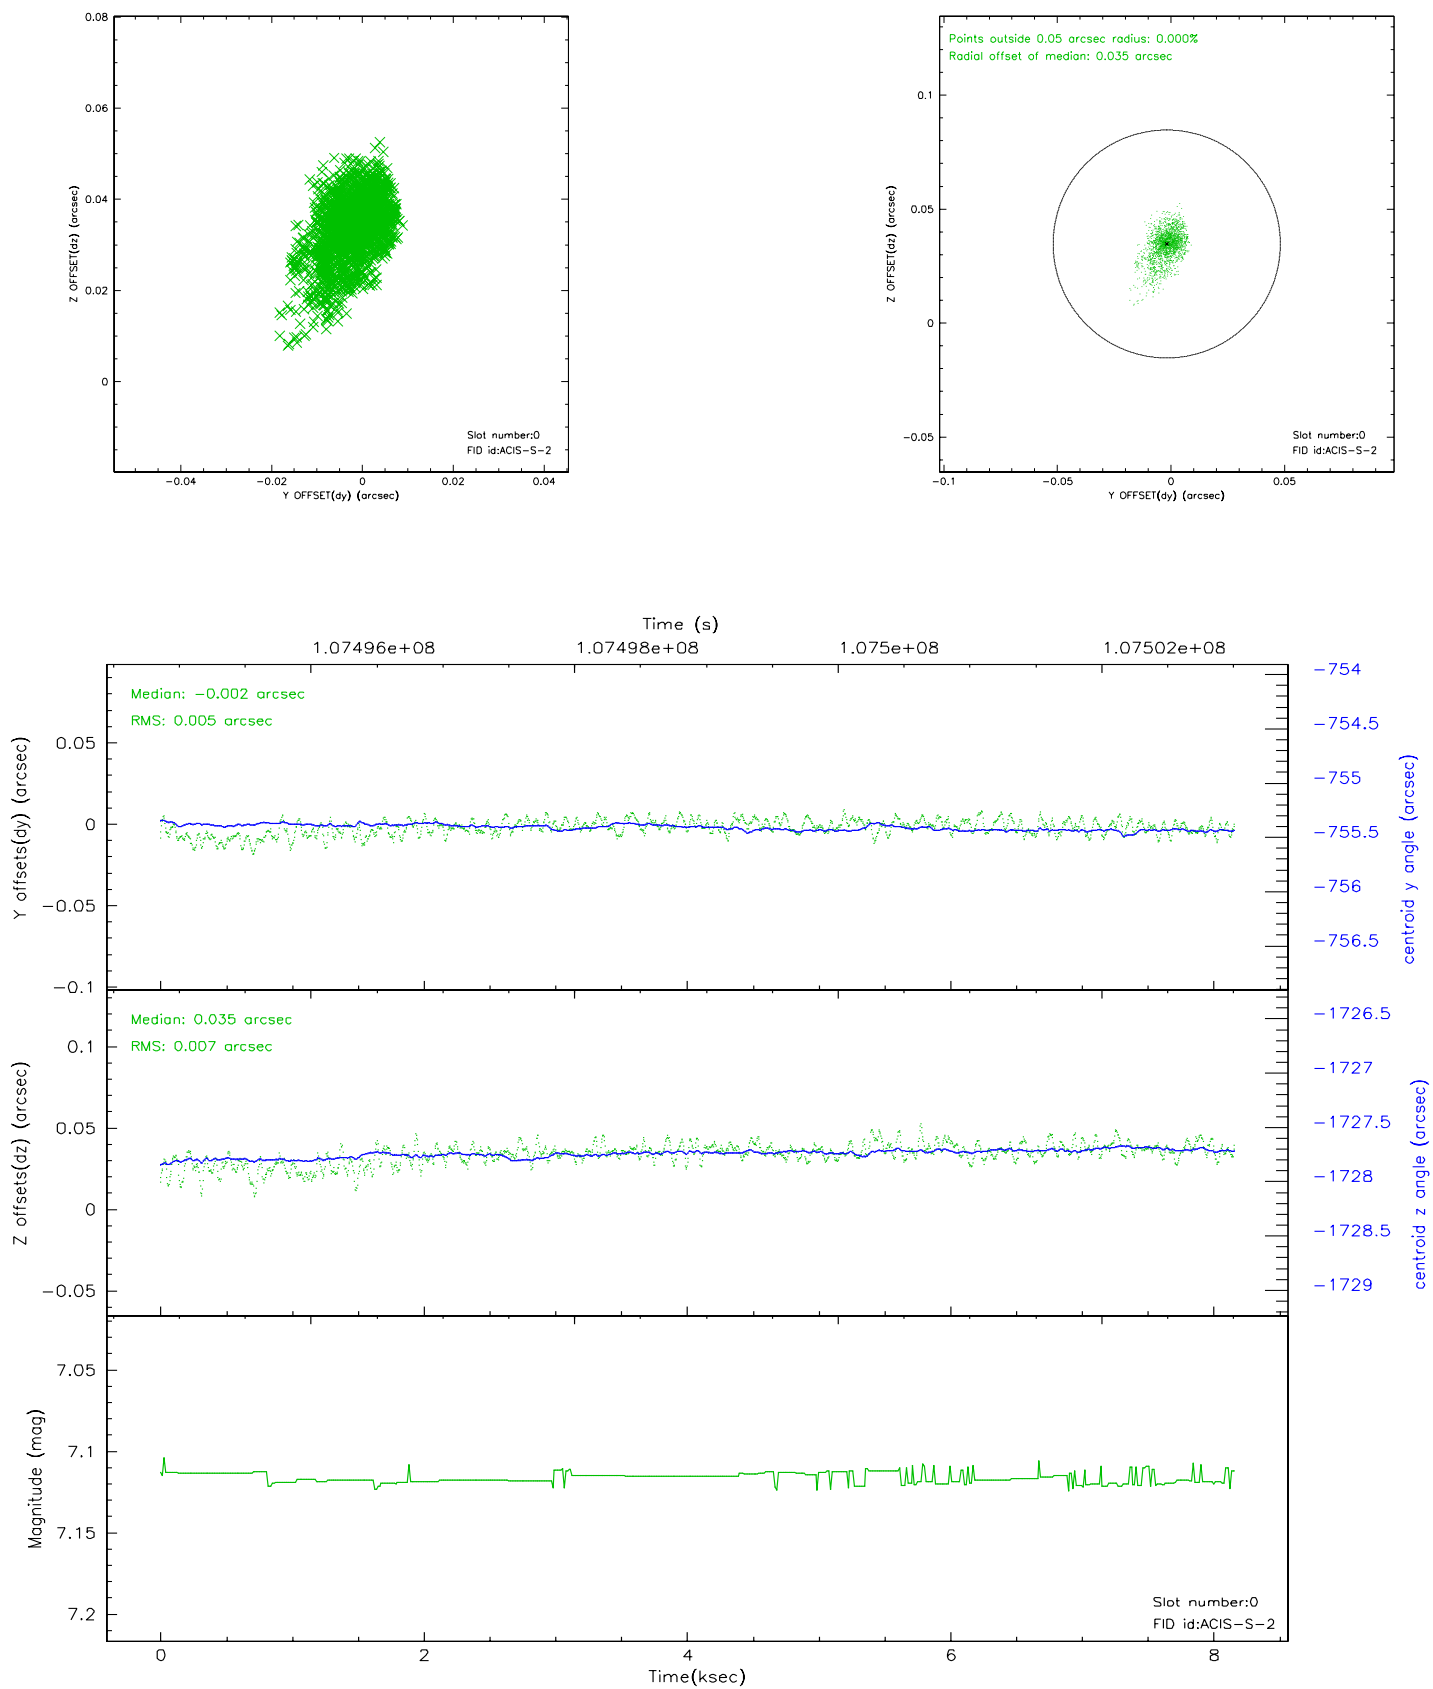 0.08
0.06
0.04
0.02
0
Z OFFSET(dz) (arcsec)
Slot number:0
FID id:ACIS-S-2
-0.04
-0.02
0
0.02
0.04
Y OFFSET(dy) (arcsec)
Points outside 0.05 arcsec radius: 0.000%
Radial offset of median: 0.035 arcsec
0.1
0.05
0
-0.05
Z OFFSET(dz) (arcsec)
Slot number:0
FID id:ACIS-S-2
-0.1
-0.05
0
0.05
Y OFFSET(dy) (arcsec)
Time (s)
1.07496e+08
1.07498e+08
1.075e+08
1.07502e+08
Median: -0.002 arcsec
RMS: 0.005 arcsec
0.05
0
-0.05
-0.1
Y offsets(dy) (arcsec)
-754
-754.5
-755
-755.5
-756
-756.5
centroid y angle (arcsec)
Median: 0.035 arcsec
RMS: 0.007 arcsec
0.1
0.05
0
-0.05
Z offsets(dz) (arcsec)
-1726.5
-1727
-1727.5
-1728
-1728.5
-1729
centroid z angle (arcsec)
7.05
7.1
7.15
7.2
Magnitude (mag)
Slot number:0
FID id:ACIS-S-2
0
2
4
6
8
Time(ksec)